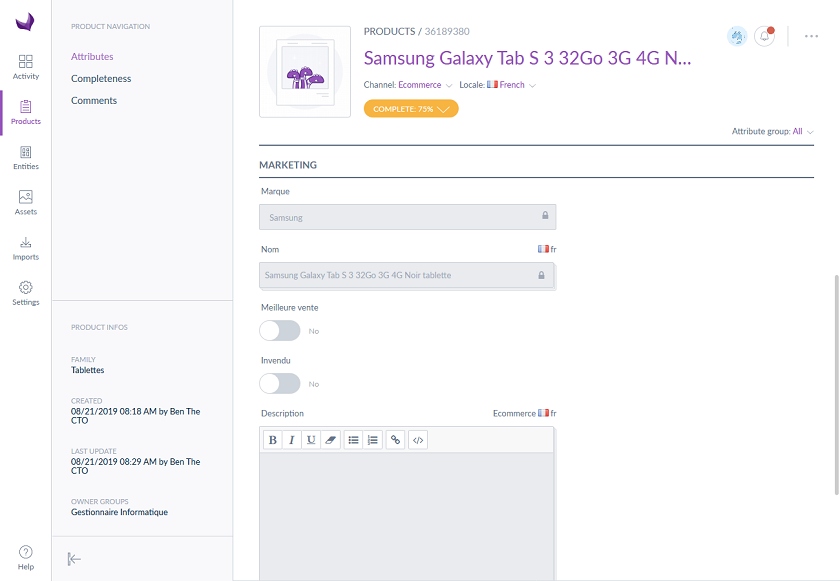 Activity
Products
Entities
Assets
Imports
Settings
Help
PRODUCT NAVIGATION
Attributes
Completeness
Comments
PRODUCT INFOS
FAMILY
Tablettes
CREATED
08/21/2019 08:18 AM by Ben The
CTO
LAST UPDATE
08/21/2019 08:29 AM by Ben The
CTO
OWNER GROUPS
Gestionnaire Informatique
PRODUCTS / 36189380
Samsung Galaxy Tab S 3 32Go 3G 4G N...
Channel: Ecommerce Locale: French
COMPLETE: 75%
Attribute group: All
MARKETING
Marque
Samsung
Nom fr
Samsung Galaxy Tab S 3 32Go 3G 4G Noir tablette
Meilleure vente
No
Invendu
No
Description Ecommerce fr
B I U </>